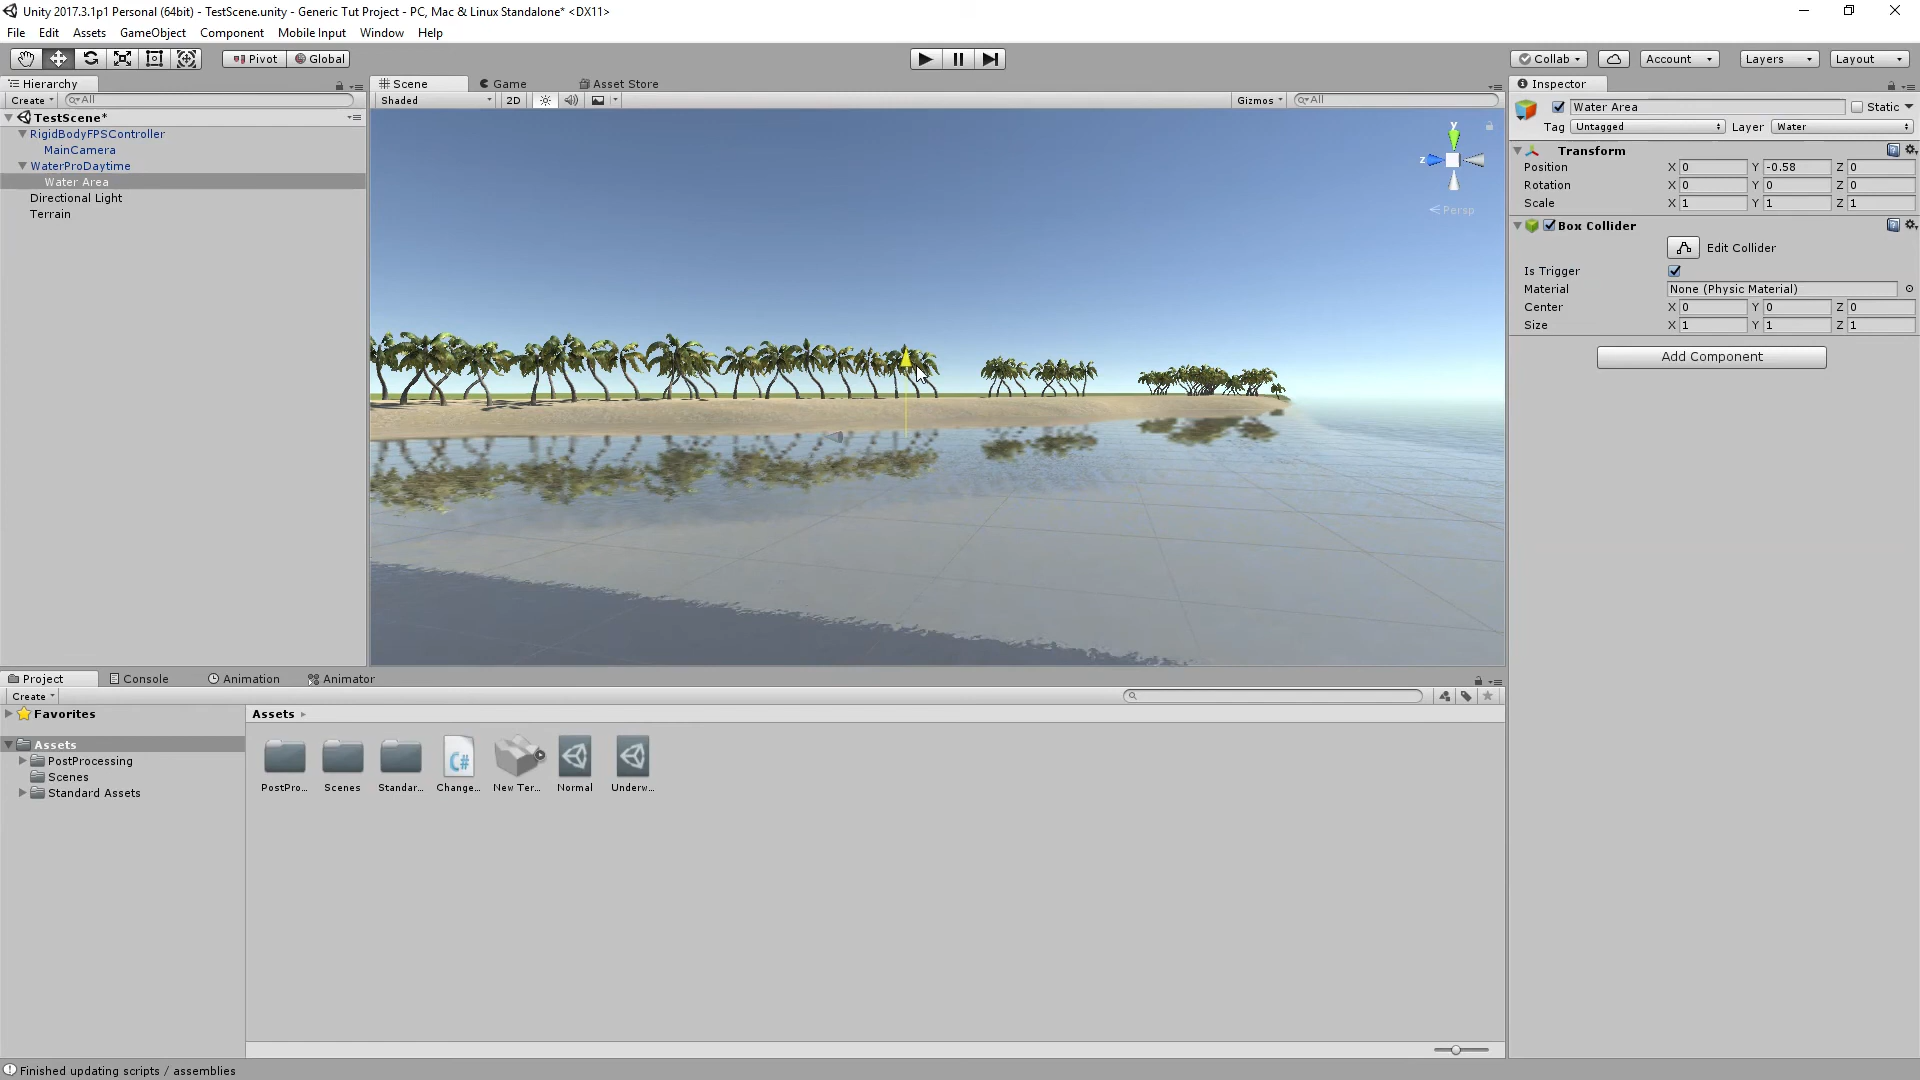 Unity 2017.3.1p1 Personal (64bit) - TestScene.unity - Generic Tut Project - PC, Mac & Linux Standalone* <DX11>
File Edit Assets GameObject Component Mobile Input Window Help
Pivot Global Collab Account Layers Layout
Hierarchy
Create All
TestScene*
RigidBodyFPSController
MainCamera
WaterProDaytime
Water Area
Directional Light
Terrain
Scene Game Asset Store
Shaded 2D Gizmos All
y
z
Persp
Inspector
Water Area Static
Tag Untagged Layer Water
Transform
Position X 0 Y -0.58 Z 0
Rotation X 0 Y 0 Z 0
Scale X 1 Y 1 Z 1
Box Collider
Edit Collider
Is Trigger
Material None (Physic Material)
Center X 0 Y 0 Z 0
Size X 1 Y 1 Z 1
Add Component
Project Console Animation Animator
Create
Favorites
Assets
PostProcessing
Scenes
Standard Assets
Assets
PostPro... Scenes Standar... Change... New Ter... Normal Underw...
C#
Finished updating scripts / assemblies